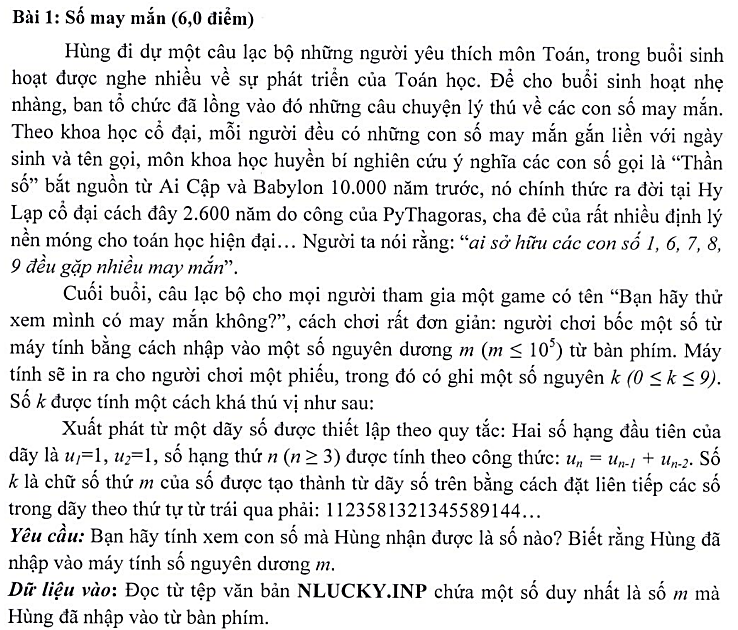 Bài 1: Số may mắn (6,0 điểm)
Hùng đi dự một câu lạc bộ những người yêu thích môn Toán, trong buổi sinh
hoạt được nghe nhiều về sự phát triển của Toán học. Để cho buổi sinh hoạt nhẹ
nhàng, ban tổ chức đã lồng vào đó những câu chuyện lý thú về các con số may mắn.
Theo khoa học cổ đại, mỗi người đều có những con số may mắn gắn liền với ngày
sinh và tên gọi, môn khoa học huyền bí nghiên cứu ý nghĩa các con số gọi là “Thần
số” bắt nguồn từ Ai Cập và Babylon 10.000 năm trước, nó chính thức ra đời tại Hy
Lạp cổ đại cách đây 2.600 năm do công của PyThagoras, cha đẻ của rất nhiều định lý
nền móng cho toán học hiện đại… Người ta nói rằng: “ai sở hữu các con số 1, 6, 7, 8,
9 đều gặp nhiều may mắn”.
Cuối buổi, câu lạc bộ cho mọi người tham gia một game có tên “Bạn hãy thử
xem mình có may mắn không?”, cách chơi rất đơn giản: người chơi bốc một số từ
máy tính bằng cách nhập vào một số nguyên dương m (m ≤ 10⁵) từ bàn phím. Máy
tính sẽ in ra cho người chơi một phiếu, trong đó có ghi một số nguyên k (0 ≤ k ≤ 9).
Số k được tính một cách khá thú vị như sau:
Xuất phát từ một dãy số được thiết lập theo quy tắc: Hai số hạng đầu tiên của
dãy là u₁=1, u₂=1, số hạng thứ n (n ≥ 3) được tính theo công thức: uₙ = uₙ₋₁ + uₙ₋₂. Số
k là chữ số thứ m của số được tạo thành từ dãy số trên bằng cách đặt liên tiếp các số
trong dãy theo thứ tự từ trái qua phải: 1123581321345589144…
Yêu cầu: Bạn hãy tính xem con số mà Hùng nhận được là số nào? Biết rằng Hùng đã
nhập vào máy tính số nguyên dương m.
Dữ liệu vào: Đọc từ tệp văn bản NLUCKY.INP chứa một số duy nhất là số m mà
Hùng đã nhập vào từ bàn phím.